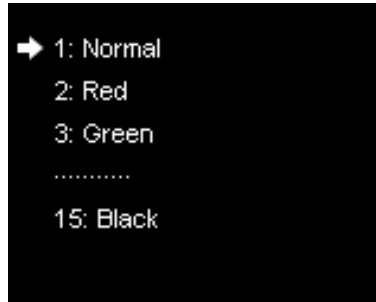 1: Normal
2: Red
3: Green
...........
15: Black